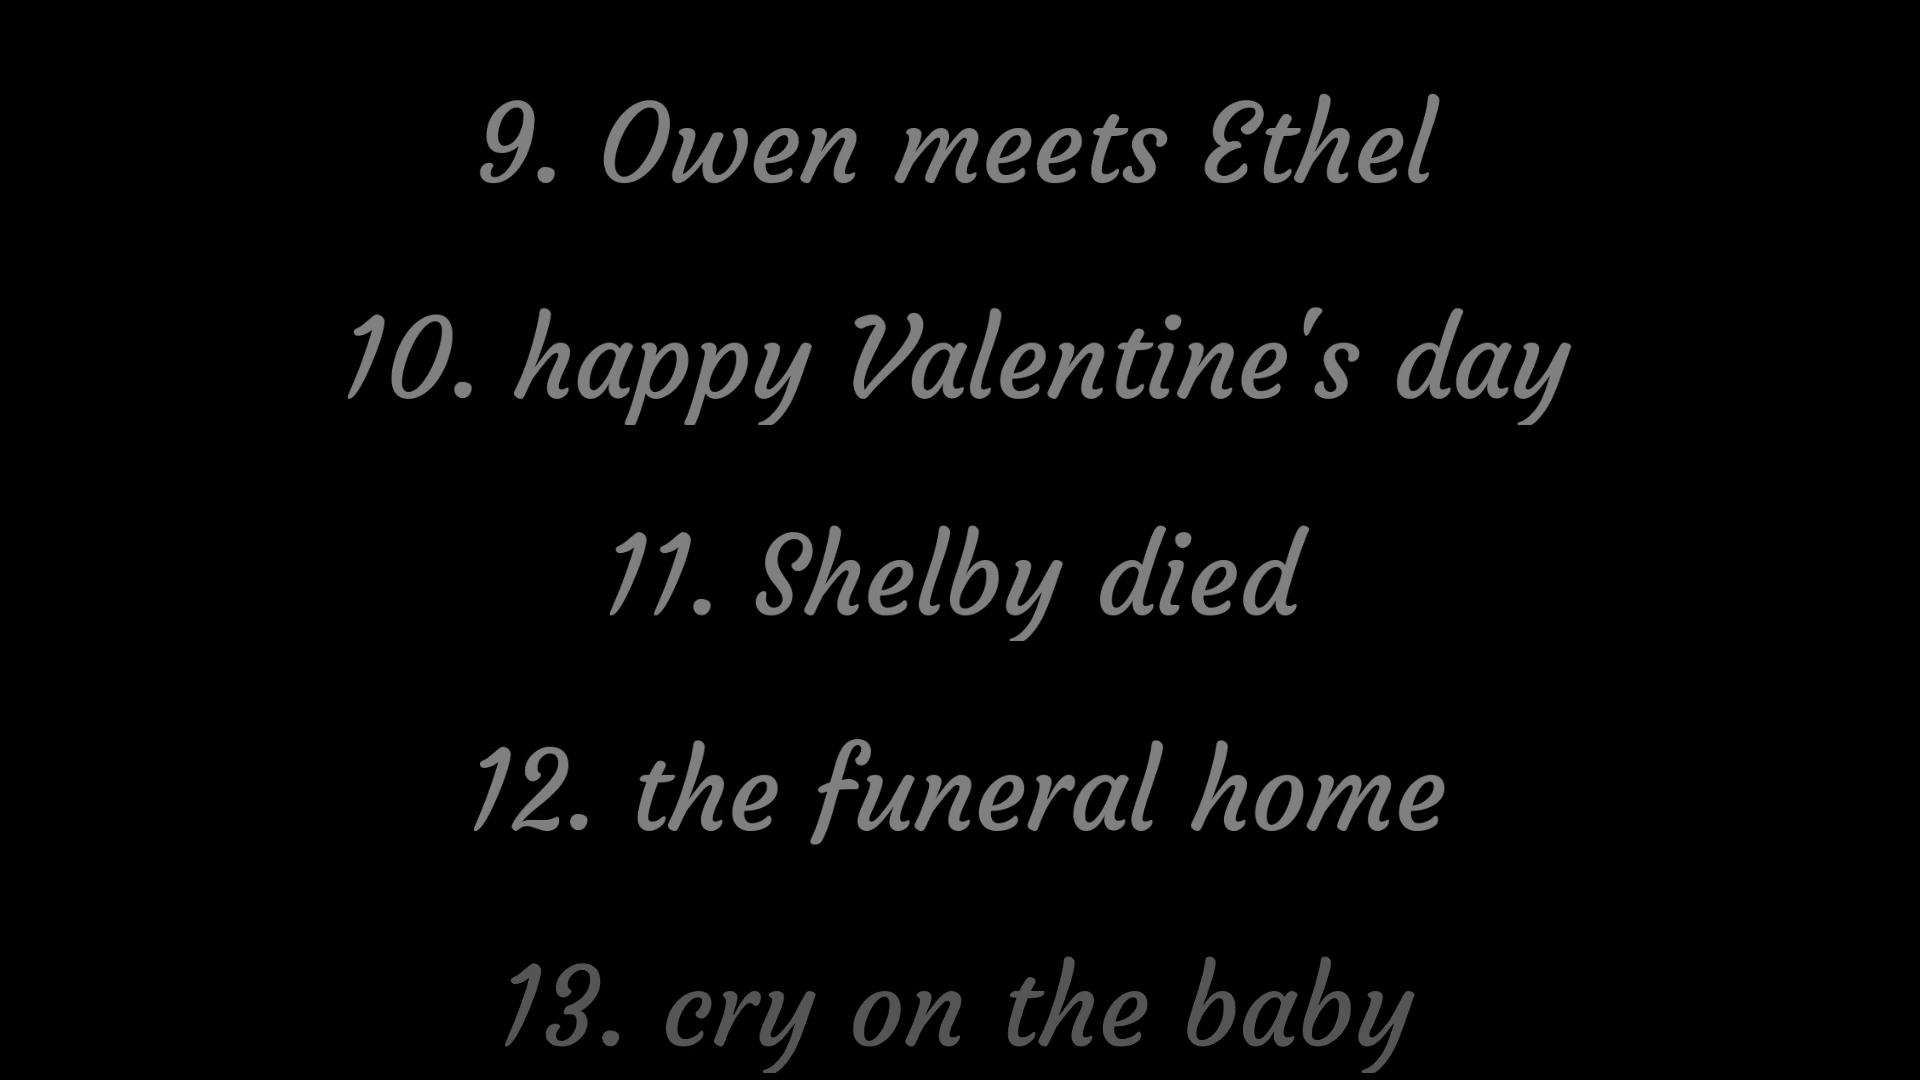 9. Owen meets Ethel
10. happy Valentine's day
11. Shelby died
12. the funeral home
13. cry on the baby